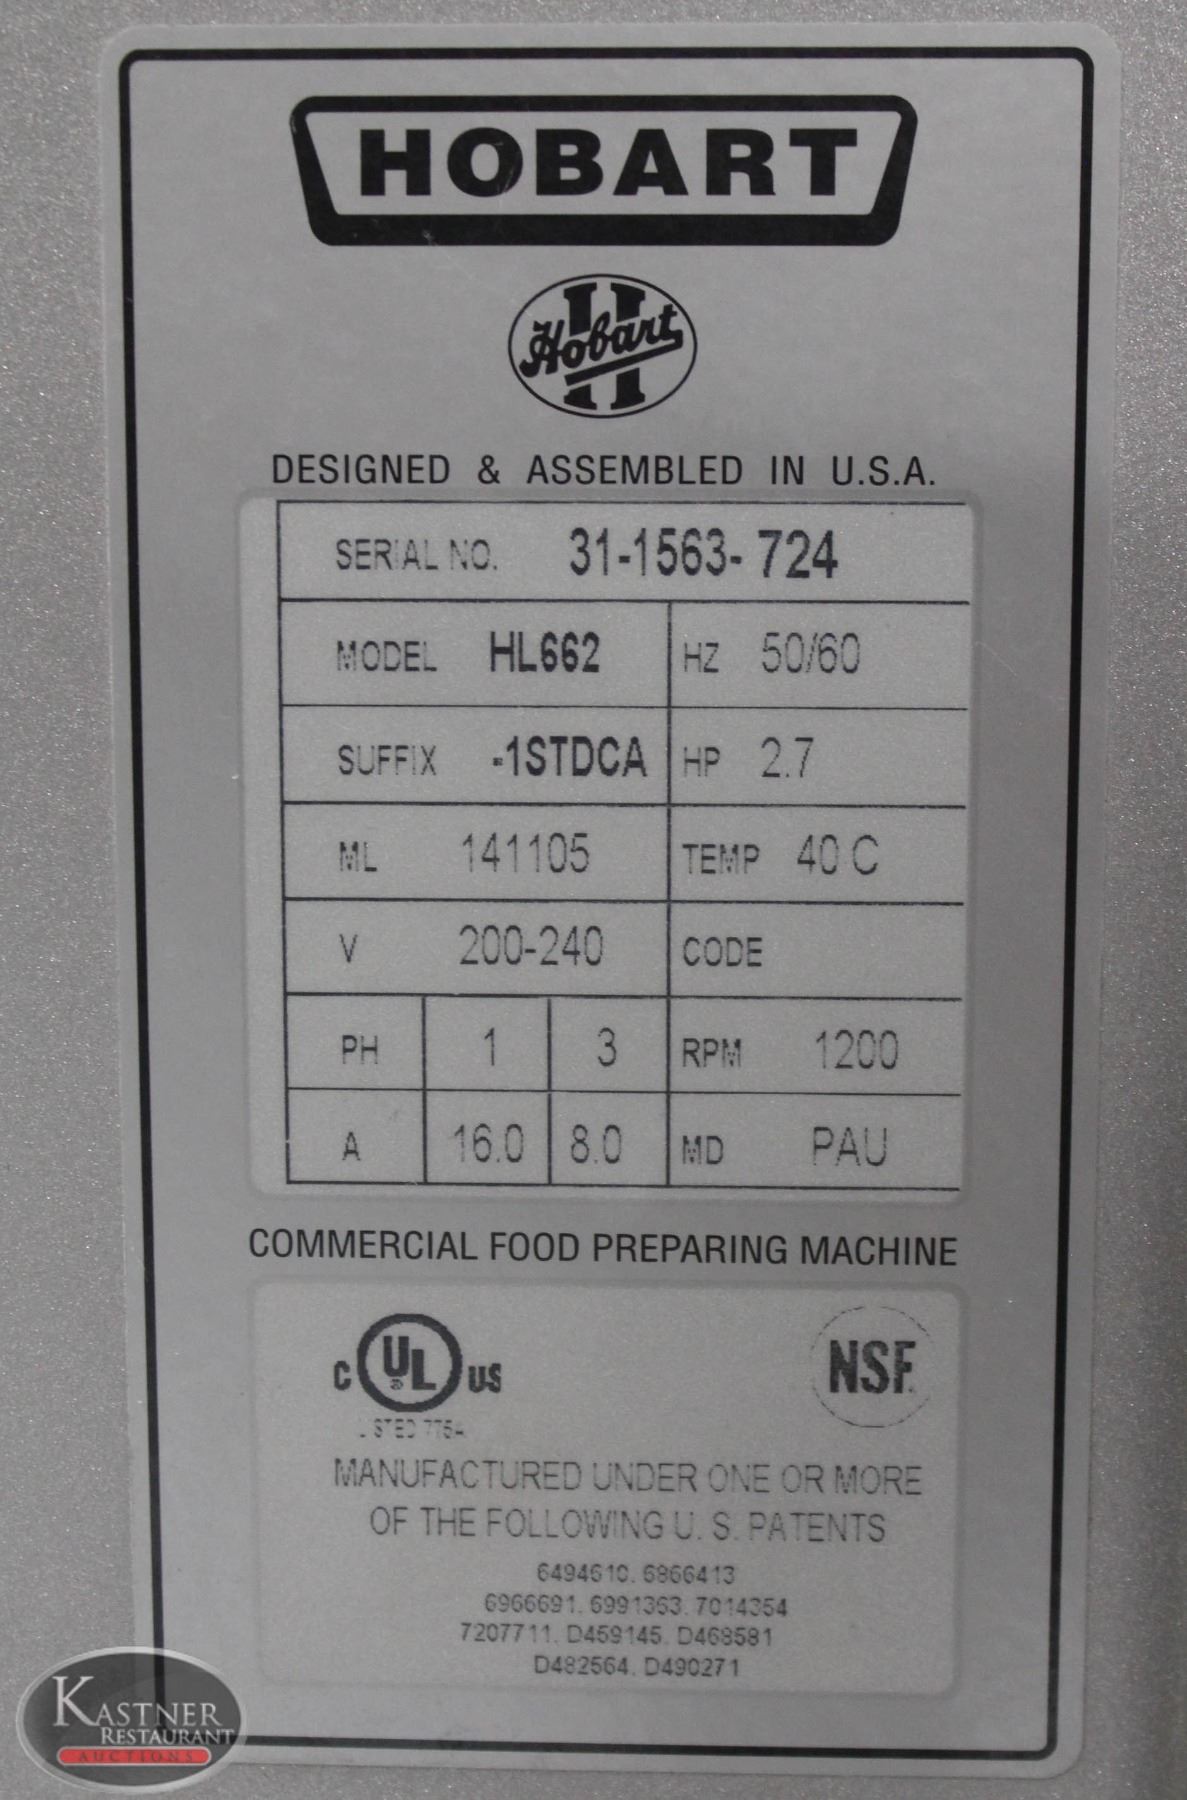 HOBART
Hobart
DESIGNED & ASSEMBLED IN U.S.A.
SERIAL NO. 31-1563-724
MODEL HL662 HZ 50/60
SUFFIX -1STDCA HP 2.7
ML 141105 TEMP 40 C
V 200-240 CODE
PH 1 3 RPM 1200
A 16.0 8.0 MD PAU
COMMERCIAL FOOD PREPARING MACHINE
C UL ® US NSF.
LISTED 775A
MANUFACTURED UNDER ONE OR MORE
OF THE FOLLOWING U. S. PATENTS
6494610, 6866413
6966691, 6991363, 7014354
7207711, D459145, D468581
D482564, D490271
KASTNER
RESTAURANT
AUCTIONS